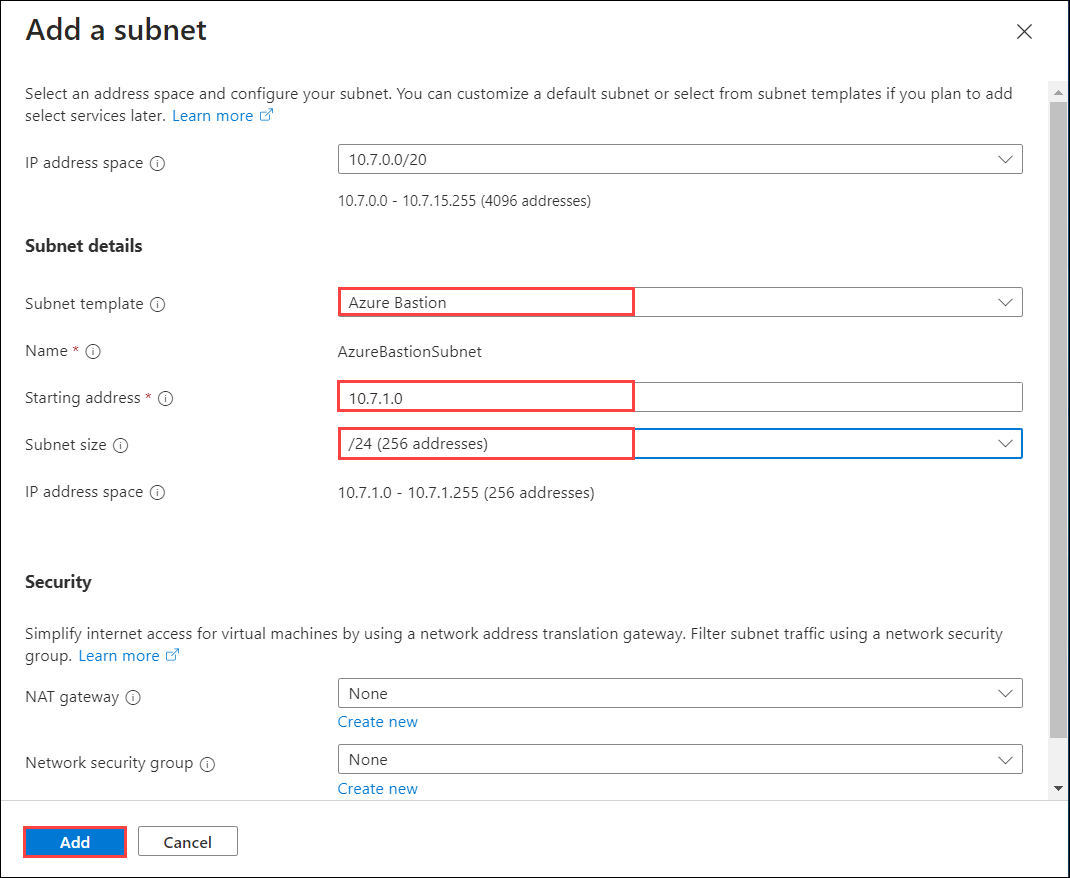 Add a subnet
Select an address space and configure your subnet. You can customize a default subnet or select from subnet templates if you plan to add
select services later. Learn more
IP address space
10.7.0.0/20
10.7.0.0 - 10.7.15.255 (4096 addresses)
Subnet details
Subnet template
Azure Bastion
Name *
AzureBastionSubnet
Starting address *
10.7.1.0
Subnet size
/24 (256 addresses)
IP address space
10.7.1.0 - 10.7.1.255 (256 addresses)
Security
Simplify internet access for virtual machines by using a network address translation gateway. Filter subnet traffic using a network security
group. Learn more
NAT gateway
None
Create new
Network security group
None
Create new
Add
Cancel